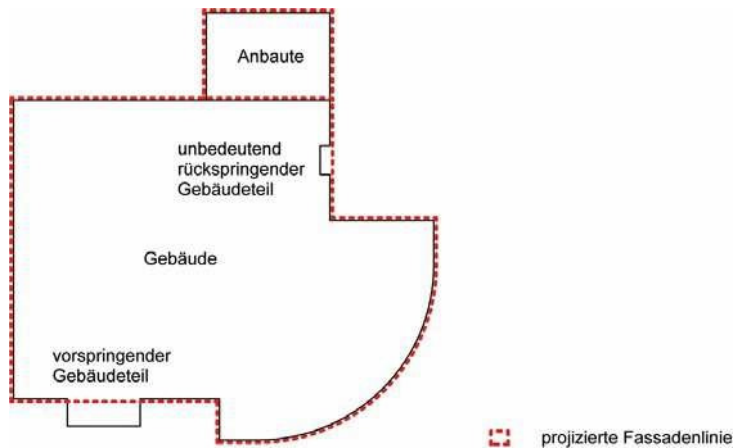 Anbaute
unbedeutend
rückspringender
Gebäudeteil
Gebäude
vorspringender
Gebäudeteil
projizierte Fassadenlinie